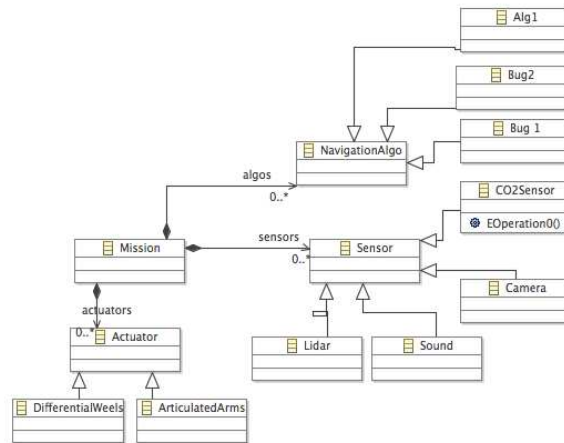 Alg1
Bug2
Bug 1
NavigationAlgo
algos
0..*
CO2Sensor
EOperation0()
Mission
sensors
0..*
Sensor
Camera
actuators
0..*
Actuator
Lidar
Sound
DifferentialWeels
ArticulatedArms